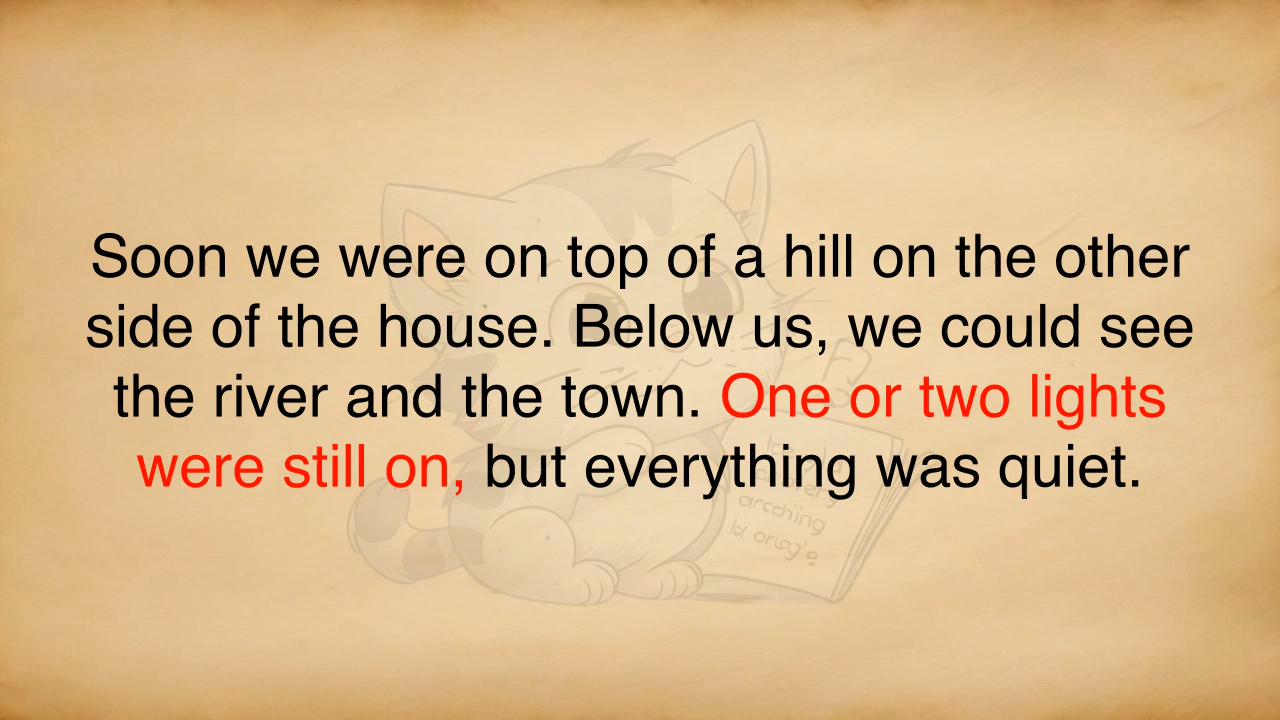 Soon we were on top of a hill on the other
side of the house. Below us, we could see
the river and the town. One or two lights
were still on, but everything was quiet.